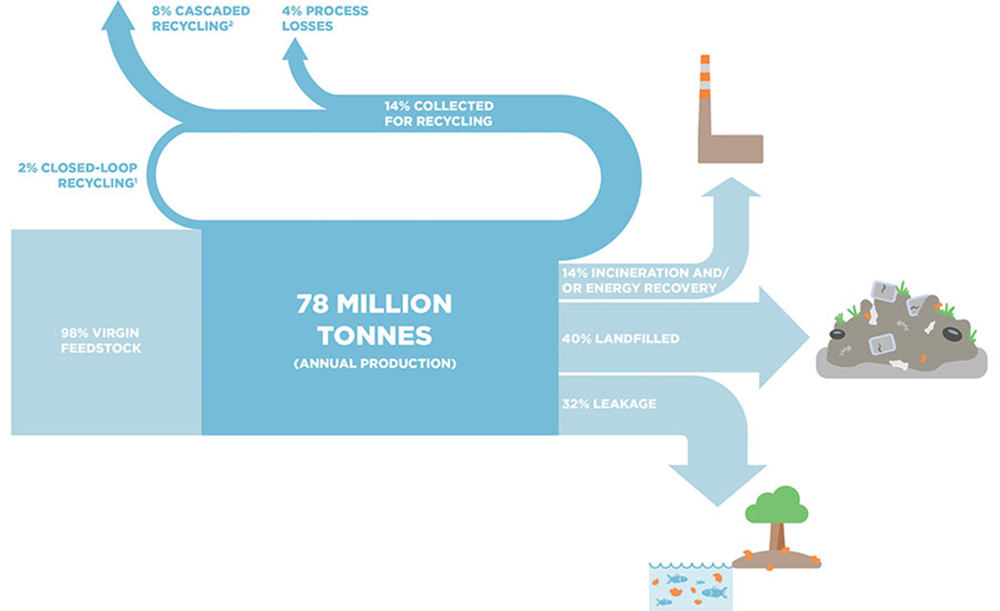 8% CASCADED
RECYCLING²
4% PROCESS
LOSSES
14% COLLECTED
FOR RECYCLING
2% CLOSED-LOOP
RECYCLING¹
98% VIRGIN
FEEDSTOCK
78 MILLION
TONNES
(ANNUAL PRODUCTION)
14% INCINERATION AND/
OR ENERGY RECOVERY
40% LANDFILLED
32% LEAKAGE